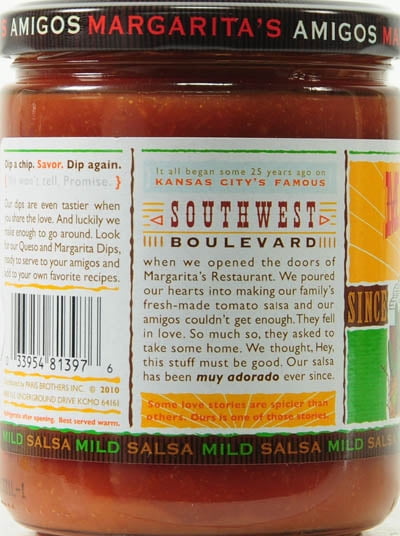 S AMIGOS MARGARITA'S AMIGOS
Dip a chip. Savor. Dip again.
{ We won't tell, Promise. }
Our dips are even tastier when
you share the love. And luckily we
make enough to go around. Look
for our Queso and Margarita Dips,
ready to serve to your amigos and
add to your own favorite recipes.
33954 81397 6
Distributed by PARIS BROTHERS INC. © 2010
UNDERGROUND DRIVE KCMO 64161
Refrigerate after opening. Best served warm.
It all began some 25 years ago on
KANSAS CITY'S FAMOUS
SOUTHWEST
BOULEVARD
when we opened the doors of
Margarita's Restaurant. We poured
our hearts into making our family's
fresh-made tomato salsa and our
amigos couldn't get enough. They fell
in love. So much so, they asked to
take some home. We thought, Hey,
this stuff must be good. Our salsa
has been muy adorado ever since.
Some love stories are spicier than
others. Ours is one of those stories.
SINCE
MILD SALSA MILD SALSA MILD SALSA MILD SALSA